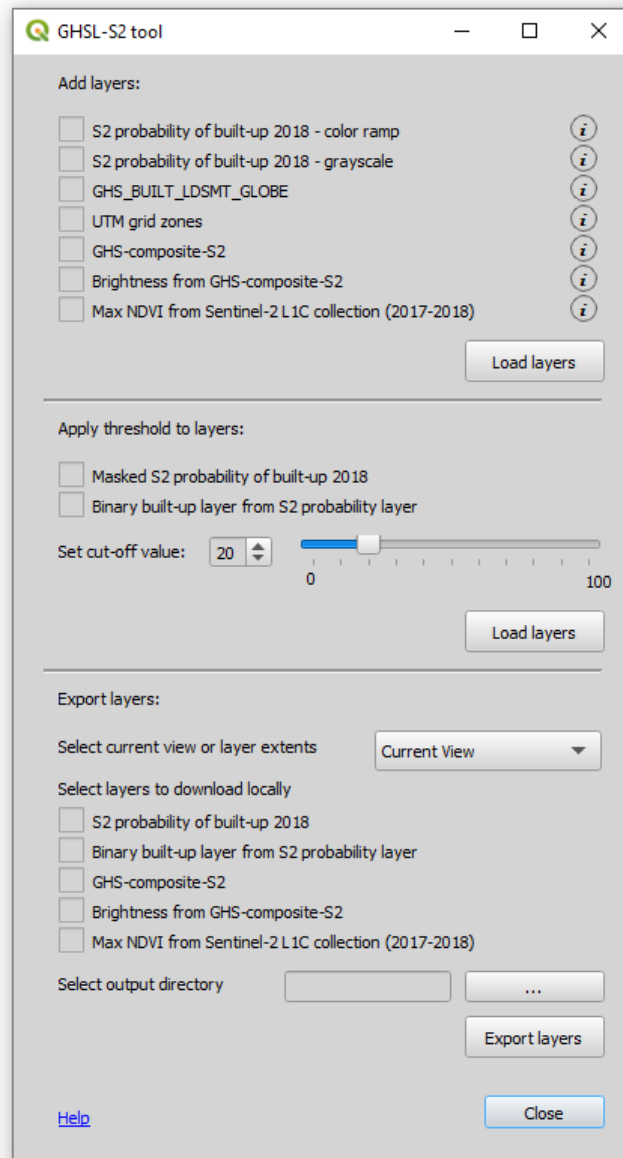 GHSL-S2 tool
Add layers:
S2 probability of built-up 2018 - color ramp
i
S2 probability of built-up 2018 - grayscale
i
GHS_BUILT_LDSMT_GLOBE
i
UTM grid zones
i
GHS-composite-S2
i
Brightness from GHS-composite-S2
i
Max NDVI from Sentinel-2 L1C collection (2017-2018)
i
Load layers
Apply threshold to layers:
Masked S2 probability of built-up 2018
Binary built-up layer from S2 probability layer
Set cut-off value: 20
0 100
Load layers
Export layers:
Select current view or layer extents Current View
Select layers to download locally
S2 probability of built-up 2018
Binary built-up layer from S2 probability layer
GHS-composite-S2
Brightness from GHS-composite-S2
Max NDVI from Sentinel-2 L1C collection (2017-2018)
Select output directory ...
Export layers
Help Close